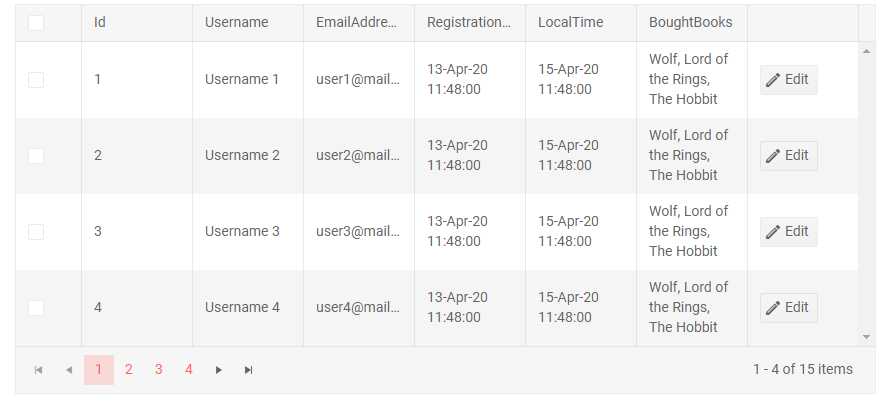 Id Username EmailAddre... Registration... LocalTime BoughtBooks
1 Username 1 user1@mail... 13-Apr-20 11:48:00 15-Apr-20 11:48:00 Wolf, Lord of the Rings, The Hobbit Edit
2 Username 2 user2@mail... 13-Apr-20 11:48:00 15-Apr-20 11:48:00 Wolf, Lord of the Rings, The Hobbit Edit
3 Username 3 user3@mail... 13-Apr-20 11:48:00 15-Apr-20 11:48:00 Wolf, Lord of the Rings, The Hobbit Edit
4 Username 4 user4@mail... 13-Apr-20 11:48:00 15-Apr-20 11:48:00 Wolf, Lord of the Rings, The Hobbit Edit
1 2 3 4 1 - 4 of 15 items